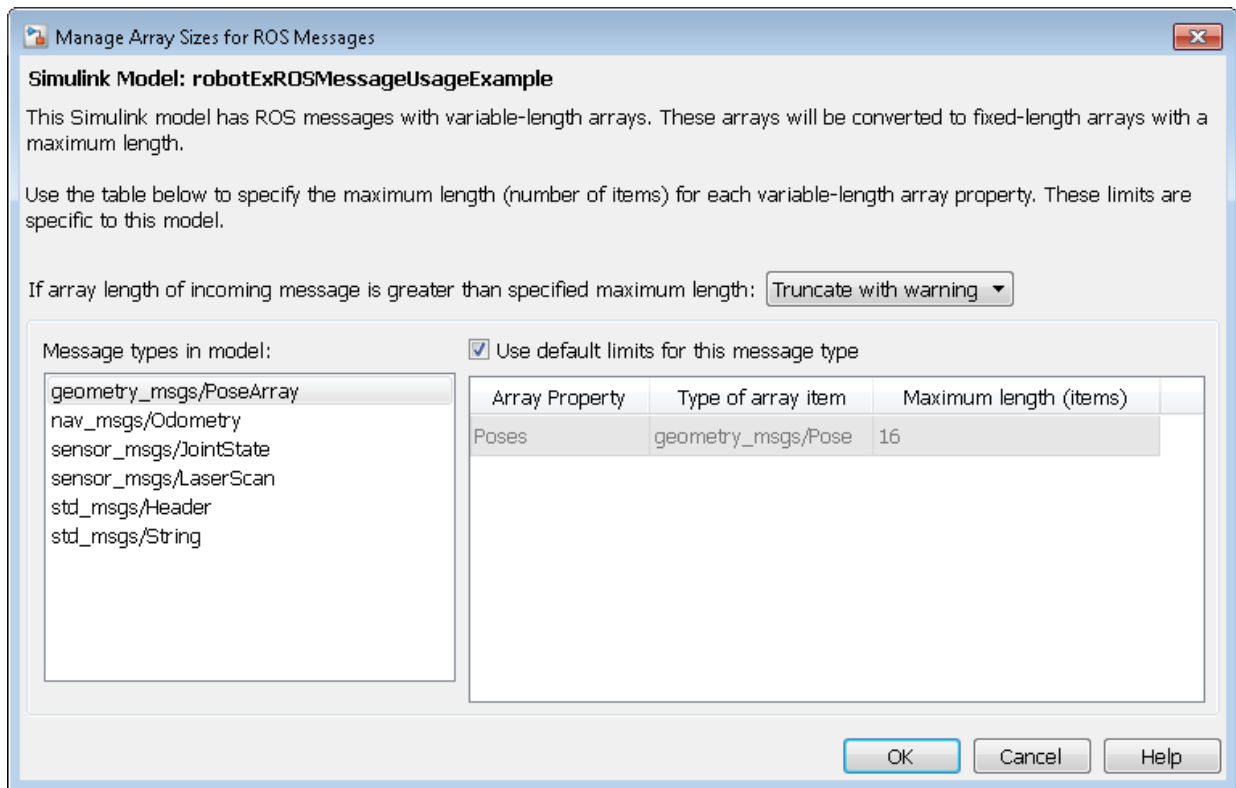 Manage Array Sizes for ROS Messages
Simulink Model: robotExROSMessageUsageExample
This Simulink model has ROS messages with variable-length arrays. These arrays will be converted to fixed-length arrays with a
maximum length.
Use the table below to specify the maximum length (number of items) for each variable-length array property. These limits are
specific to this model.
If array length of incoming message is greater than specified maximum length: Truncate with warning
Message types in model:
geometry_msgs/PoseArray
nav_msgs/Odometry
sensor_msgs/JointState
sensor_msgs/LaserScan
std_msgs/Header
std_msgs/String
Use default limits for this message type
Array Property Type of array item Maximum length (items)
Poses geometry_msgs/Pose 16
OK Cancel Help